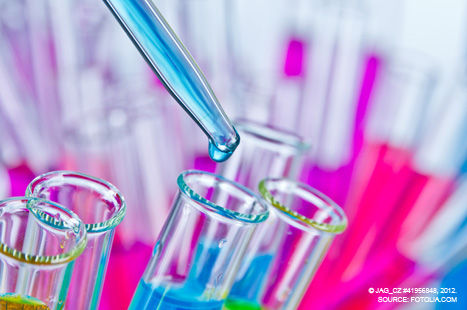 © JAG_CZ #41956848, 2012.
SOURCE: FOTOLIA.COM